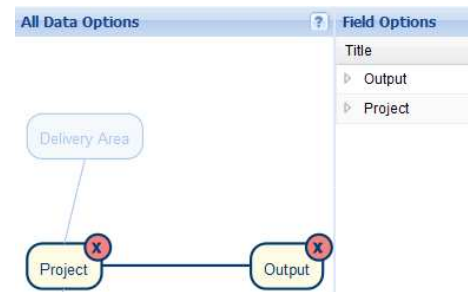 All Data Options ? Field Options
Title
Output
Project
Delivery Area
X X
Project Output